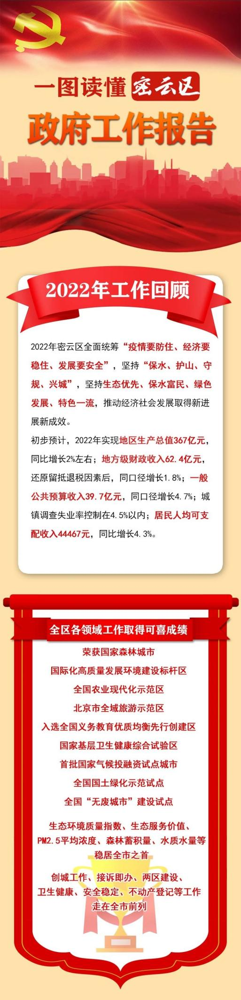 一图读懂密云区
政府工作报告
2022年工作回顾
2022年密云区全面统筹“疫情要防住、经济要
稳住、发展要安全”，坚持“保水、护山、守
规、兴城”，坚持生态优先、保水富民、绿色
发展、特色一流，推动经济社会发展取得新进
展新成效。
初步预计，2022年实现地区生产总值367亿元，
同比增长2%左右；地方级财政收入62.4亿元，
还原留抵退税因素后，同口径增长1.8%；一般
公共预算收入39.7亿元，同口径增长4.7%；城
镇调查失业率控制在4.5%以内；居民人均可支
配收入44467元，同比增长4.3%。
全区各领域工作取得可喜成绩
荣获国家森林城市
国际化高质量发展环境建设标杆区
全国农业现代化示范区
北京市全域旅游示范区
入选全国义务教育优质均衡先行创建区
国家基层卫生健康综合试验区
首批国家气候投融资试点城市
全国国土绿化示范试点
全国“无废城市”建设试点
生态环境质量指数、生态服务价值、
PM2.5平均浓度、森林蓄积量、水质水量等
稳居全市之首
创城工作、接诉即办、两区建设、
卫生健康、安全稳定、不动产登记等工作
走在全市前列